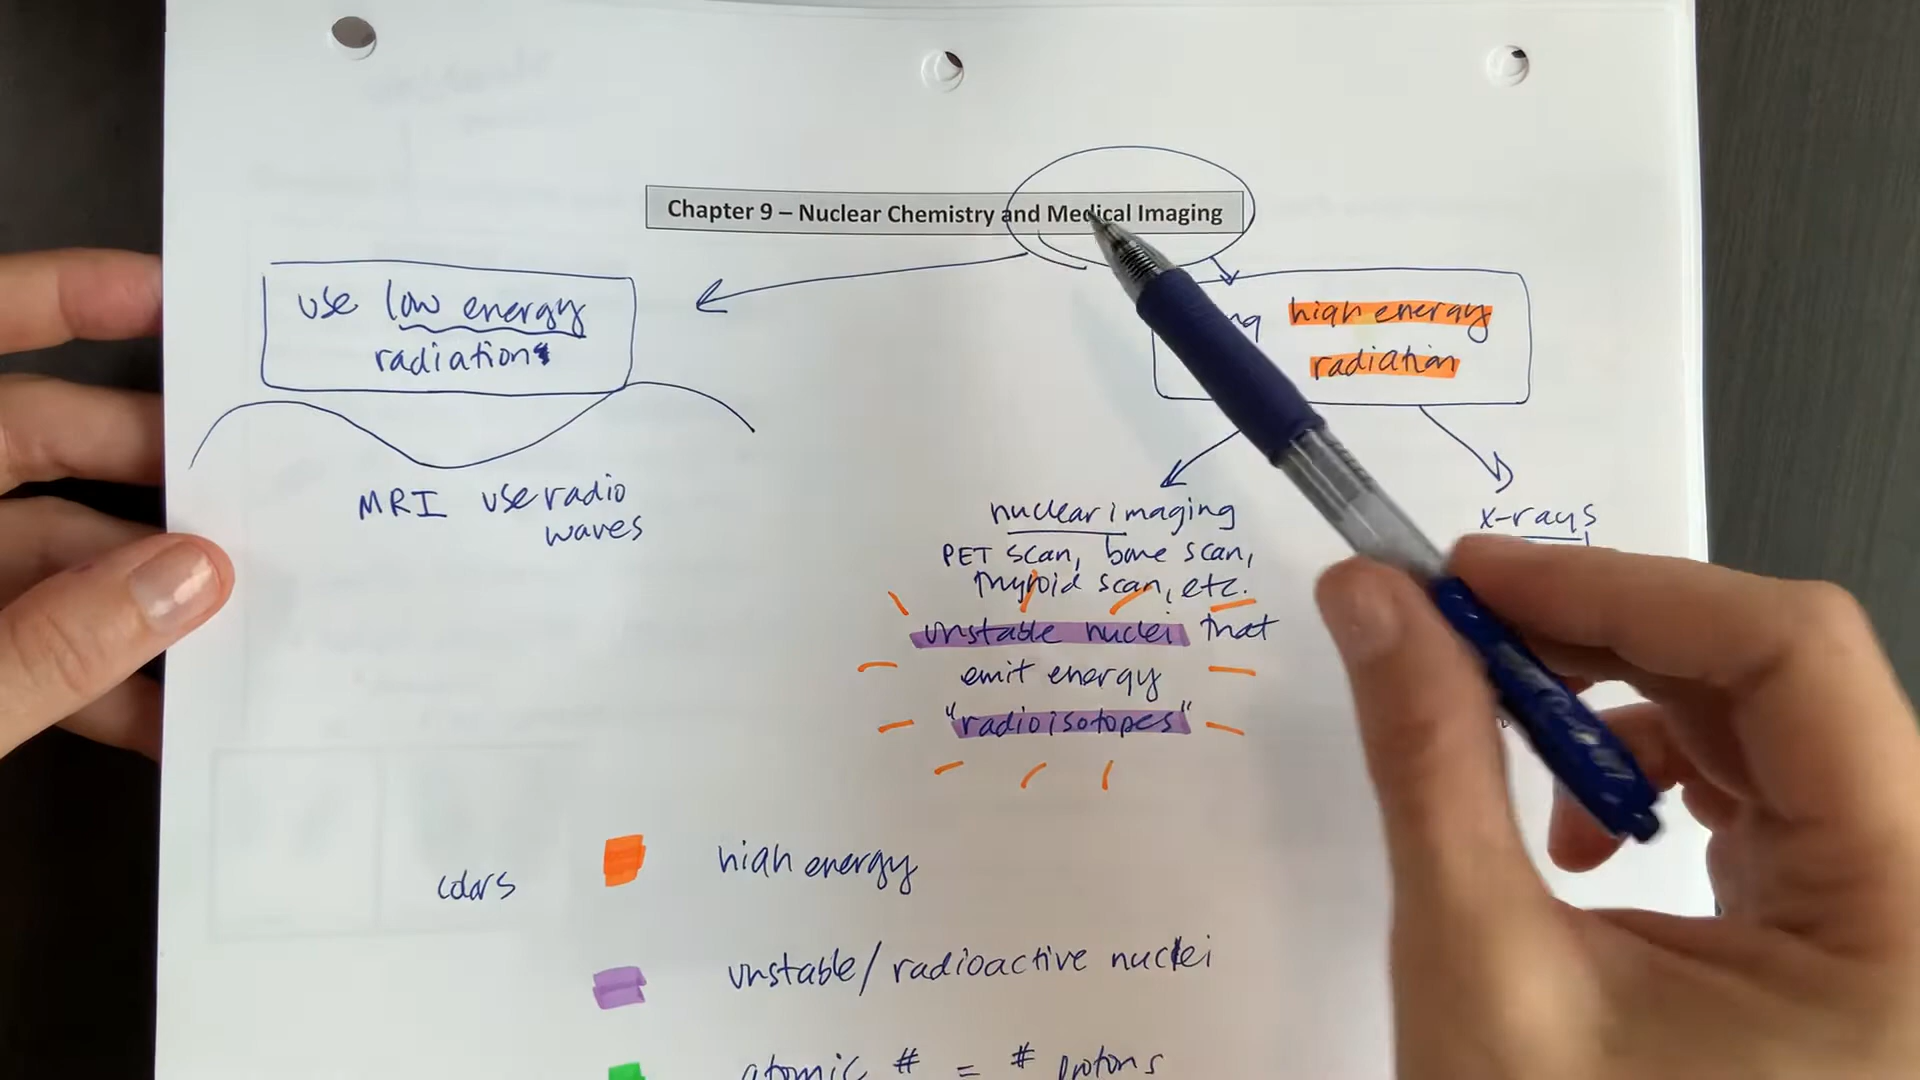 Chapter 9 – Nuclear Chemistry and Medical Imaging
use low energy
radiation
MRI use radio
waves
high energy
radiation
nuclear imaging
PET scan, bone scan,
thyroid scan, etc.
unstable nuclei that
emit energy
"radioisotopes"
x-rays
colors
high energy
unstable/radioactive nuclei
atomic # = # protons